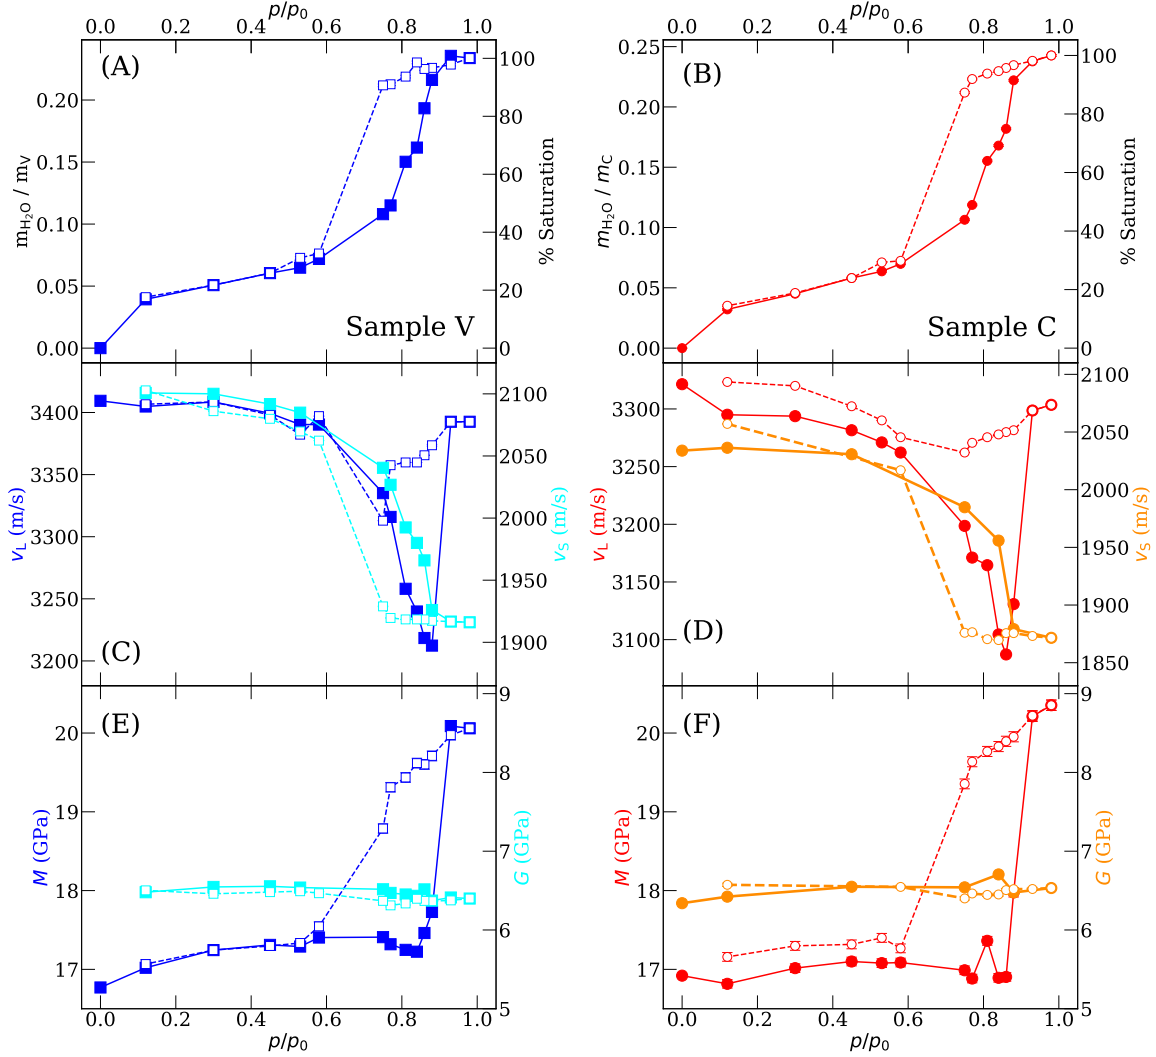 p/p0
p/p0
0.0 0.2 0.4 0.6 0.8 1.0
0.0 0.2 0.4 0.6 0.8 1.0
(A)
(B)
0.00 0.05 0.10 0.15 0.20
mH2O / mV
0 20 40 60 80 100
% Saturation
Sample V
0.00 0.05 0.10 0.15 0.20 0.25
mH2O / mC
0 20 40 60 80 100
% Saturation
Sample C
3200 3250 3300 3350 3400
vL (m/s)
1900 1950 2000 2050 2100
vS (m/s)
(C)
3100 3150 3200 3250 3300
vL (m/s)
1850 1900 1950 2000 2050 2100
vS (m/s)
(D)
(E)
17 18 19 20
M (GPa)
5 6 7 8 9
G (GPa)
(F)
17 18 19 20
M (GPa)
5 6 7 8 9
G (GPa)
0.0 0.2 0.4 0.6 0.8 1.0
0.0 0.2 0.4 0.6 0.8 1.0
p/p0
p/p0